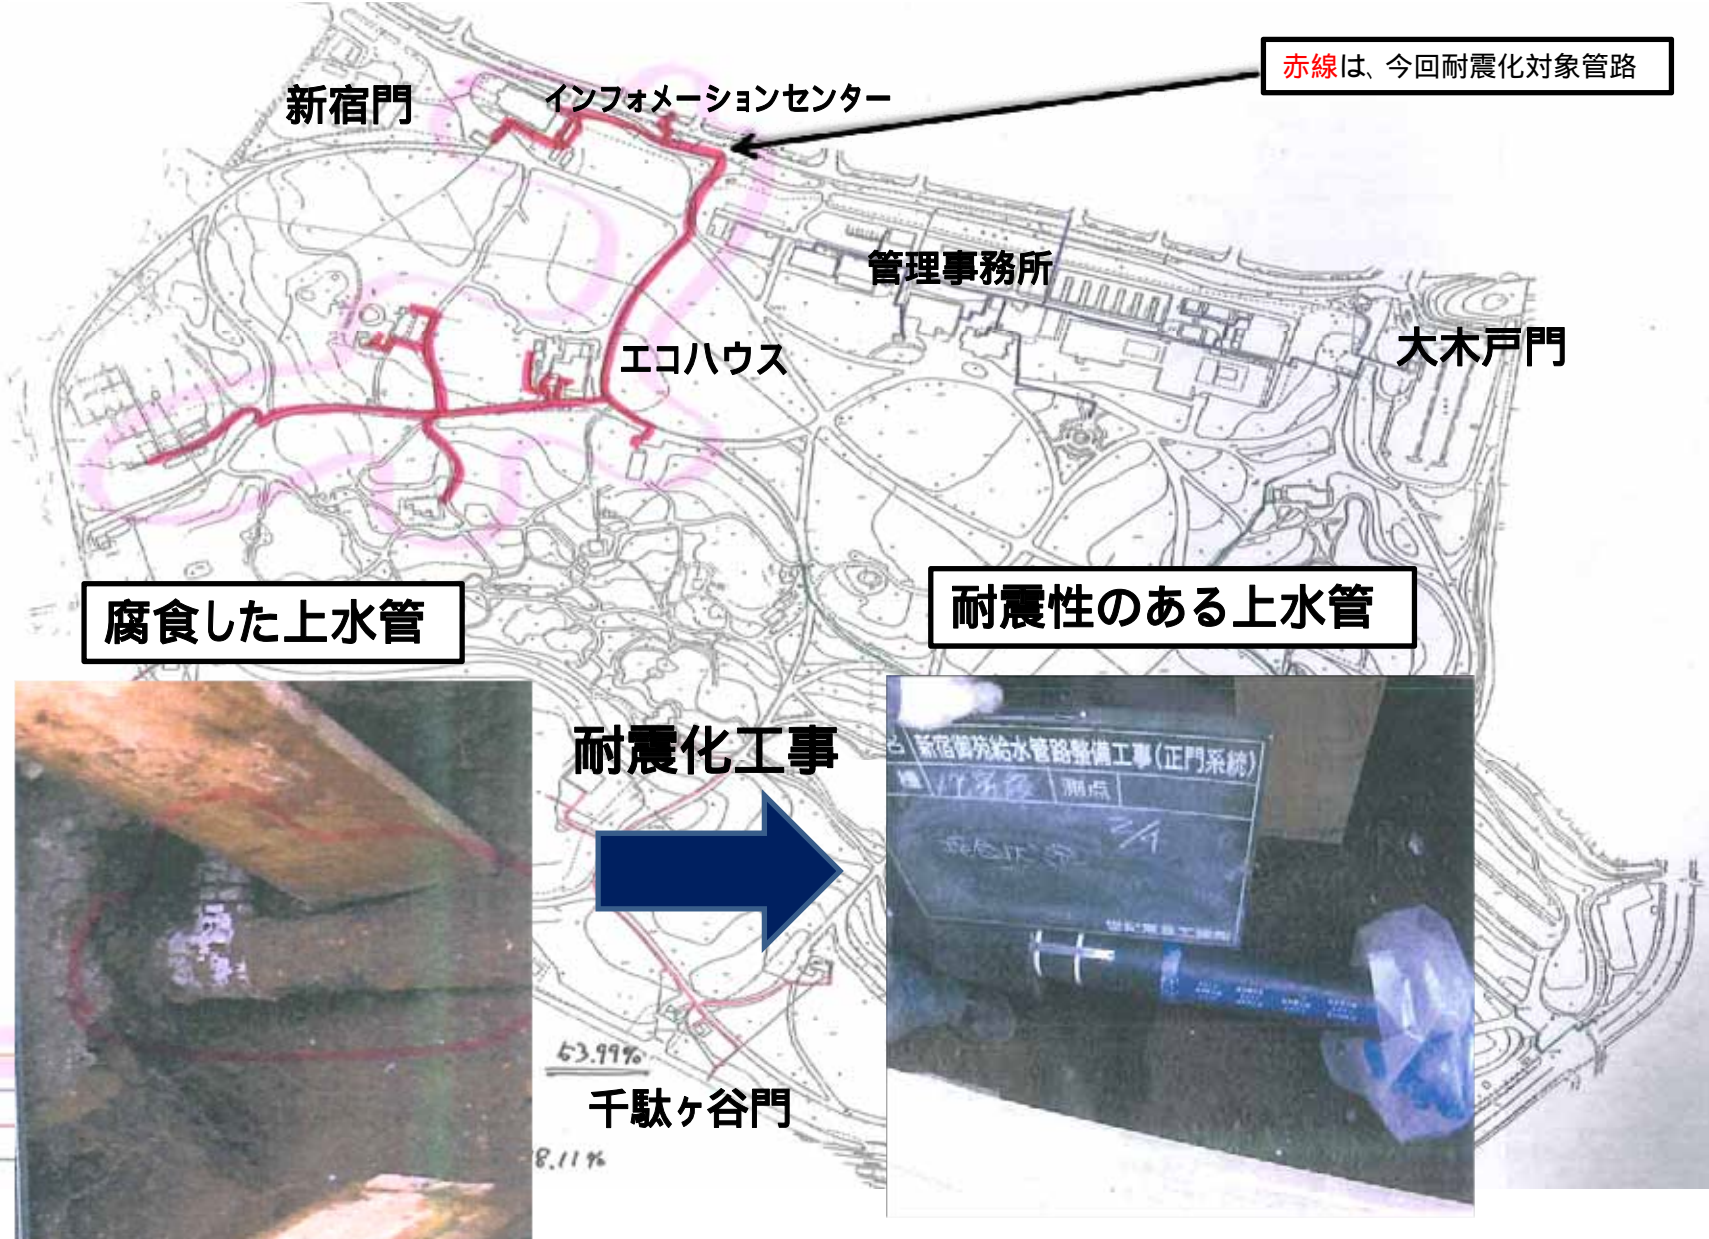 赤線は、今回耐震化対象管路
新宿門
インフォメーションセンター
管理事務所
大木戸門
エコハウス
腐食した上水管
耐震性のある上水管
耐震化工事
新宿御苑給水管路整備工事(正門系統)
測点
53.99%
千駄ヶ谷門
8.11%